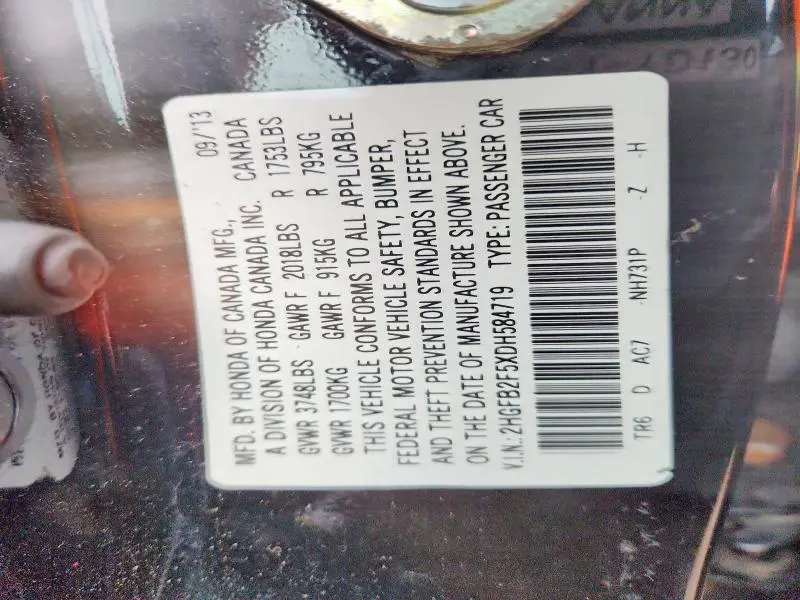 MFD. BY HONDA OF CANADA MFG., 09/'13
A DIVISION OF HONDA CANADA INC. CANADA
GVWR 3748LBS GAWR F 2018LBS R 1753LBS
GVWR 1700KG GAWR F 915KG R 795KG
THIS VEHICLE CONFORMS TO ALL APPLICABLE
FEDERAL MOTOR VEHICLE SAFETY, BUMPER,
AND THEFT PREVENTION STANDARDS IN EFFECT
ON THE DATE OF MANUFACTURE SHOWN ABOVE.
V.I.N.: 2HGFB2F5XDH584719 TYPE: PASSENGER CAR
TR6 D AC7 -NH731P -Z -H